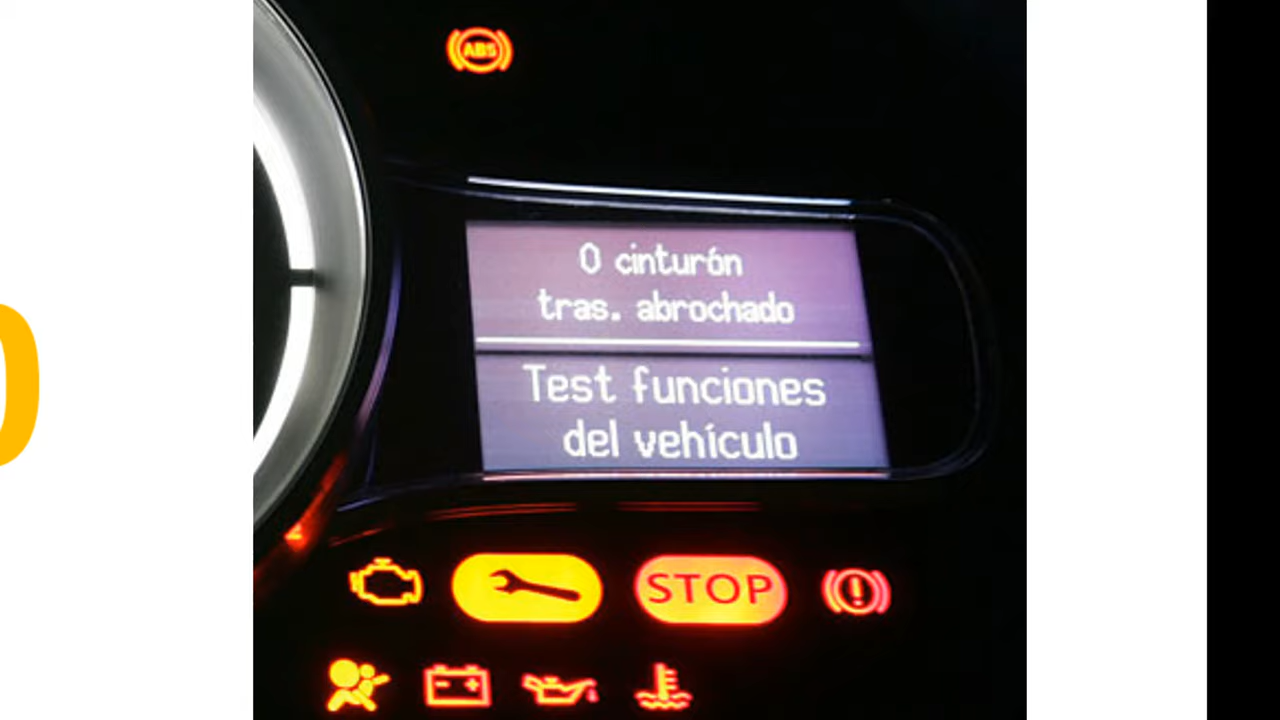 ABS
0 cinturón
tras. abrochado
Test funciones
del vehículo
STOP